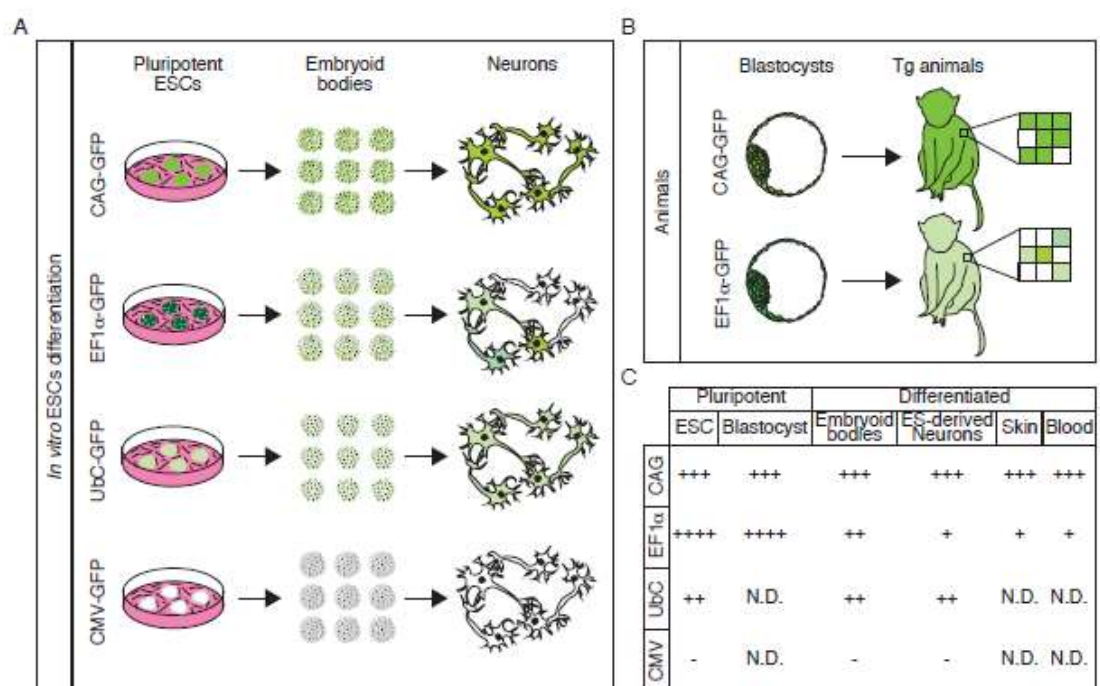 A
Pluripotent
ESCs
Embryoid
bodies
Neurons
In vitro ESCs differentiation
CAG-GFP
EF1α-GFP
UbC-GFP
CMV-GFP
B
Blastocysts
Tg animals
Animals
CAG-GFP
EF1α-GFP
C
Pluripotent Differentiated
ESC Blastocyst Embryoid bodies ES-derived Neurons Skin Blood
CAG +++ +++ +++ +++ +++ +++
EF1α ++++ ++++ ++ + + +
UbC ++ N.D. ++ ++ N.D. N.D.
CMV - N.D. - - N.D. N.D.